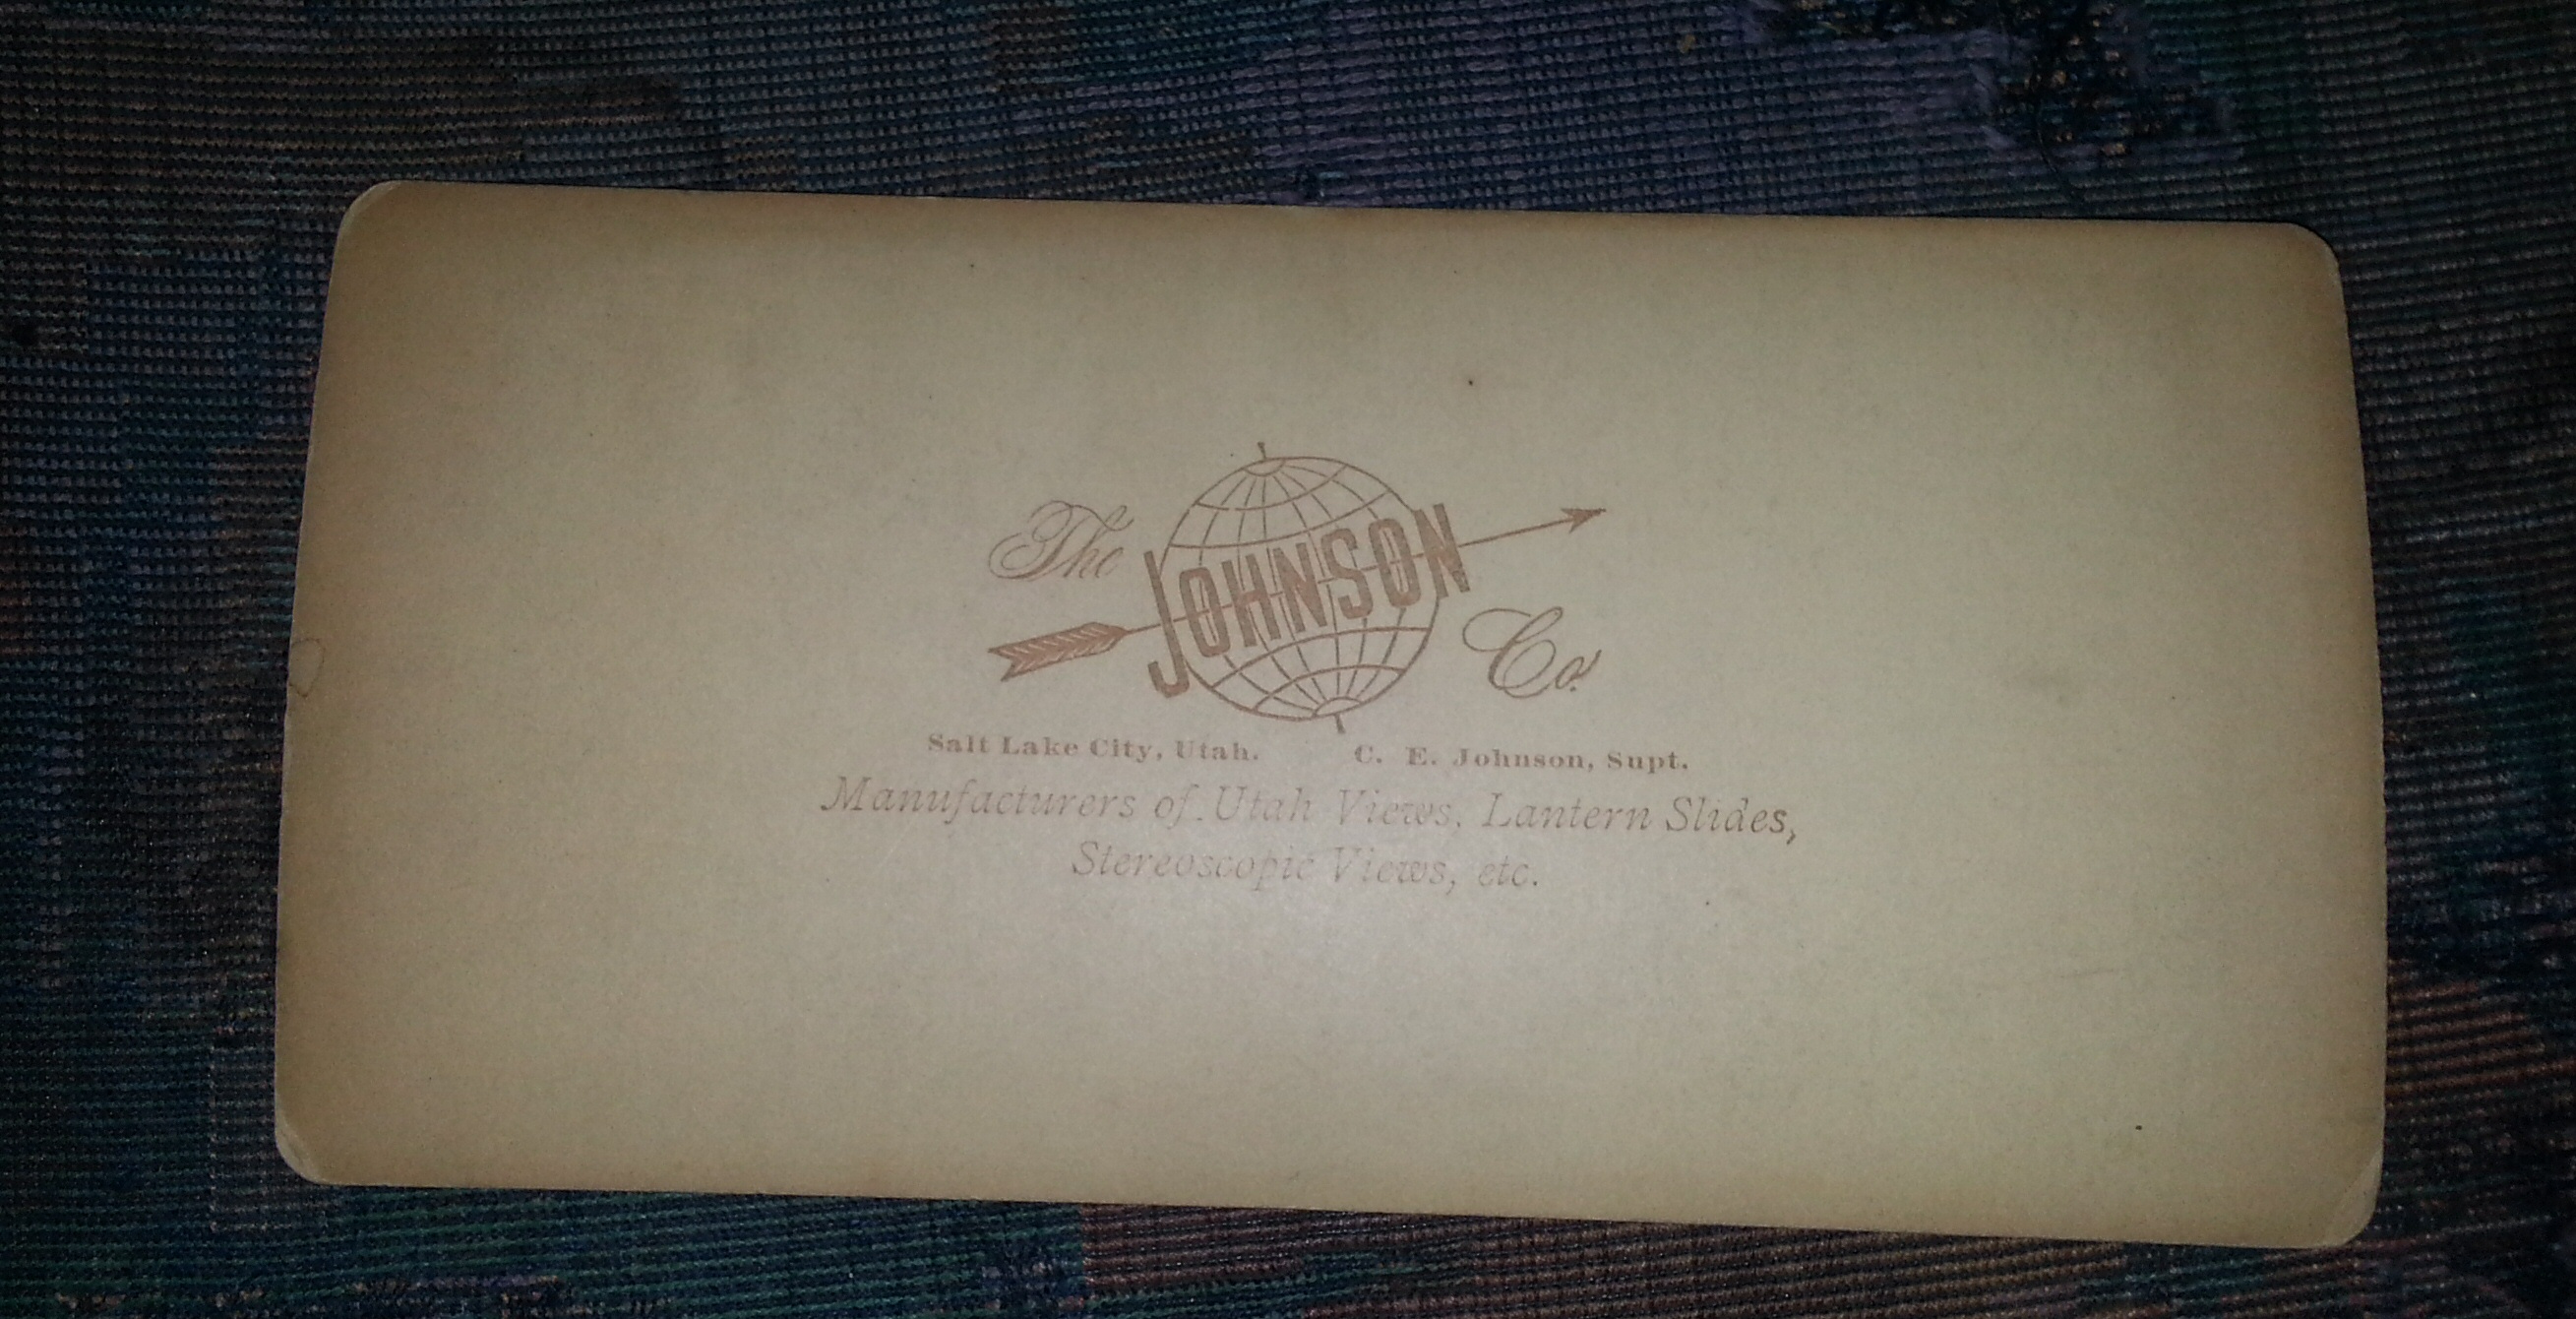 The JOHNSON Co.
Salt Lake City, Utah. C. E. Johnson, Supt.
Manufacturers of Utah Views, Lantern Slides,
Stereoscopic Views, etc.